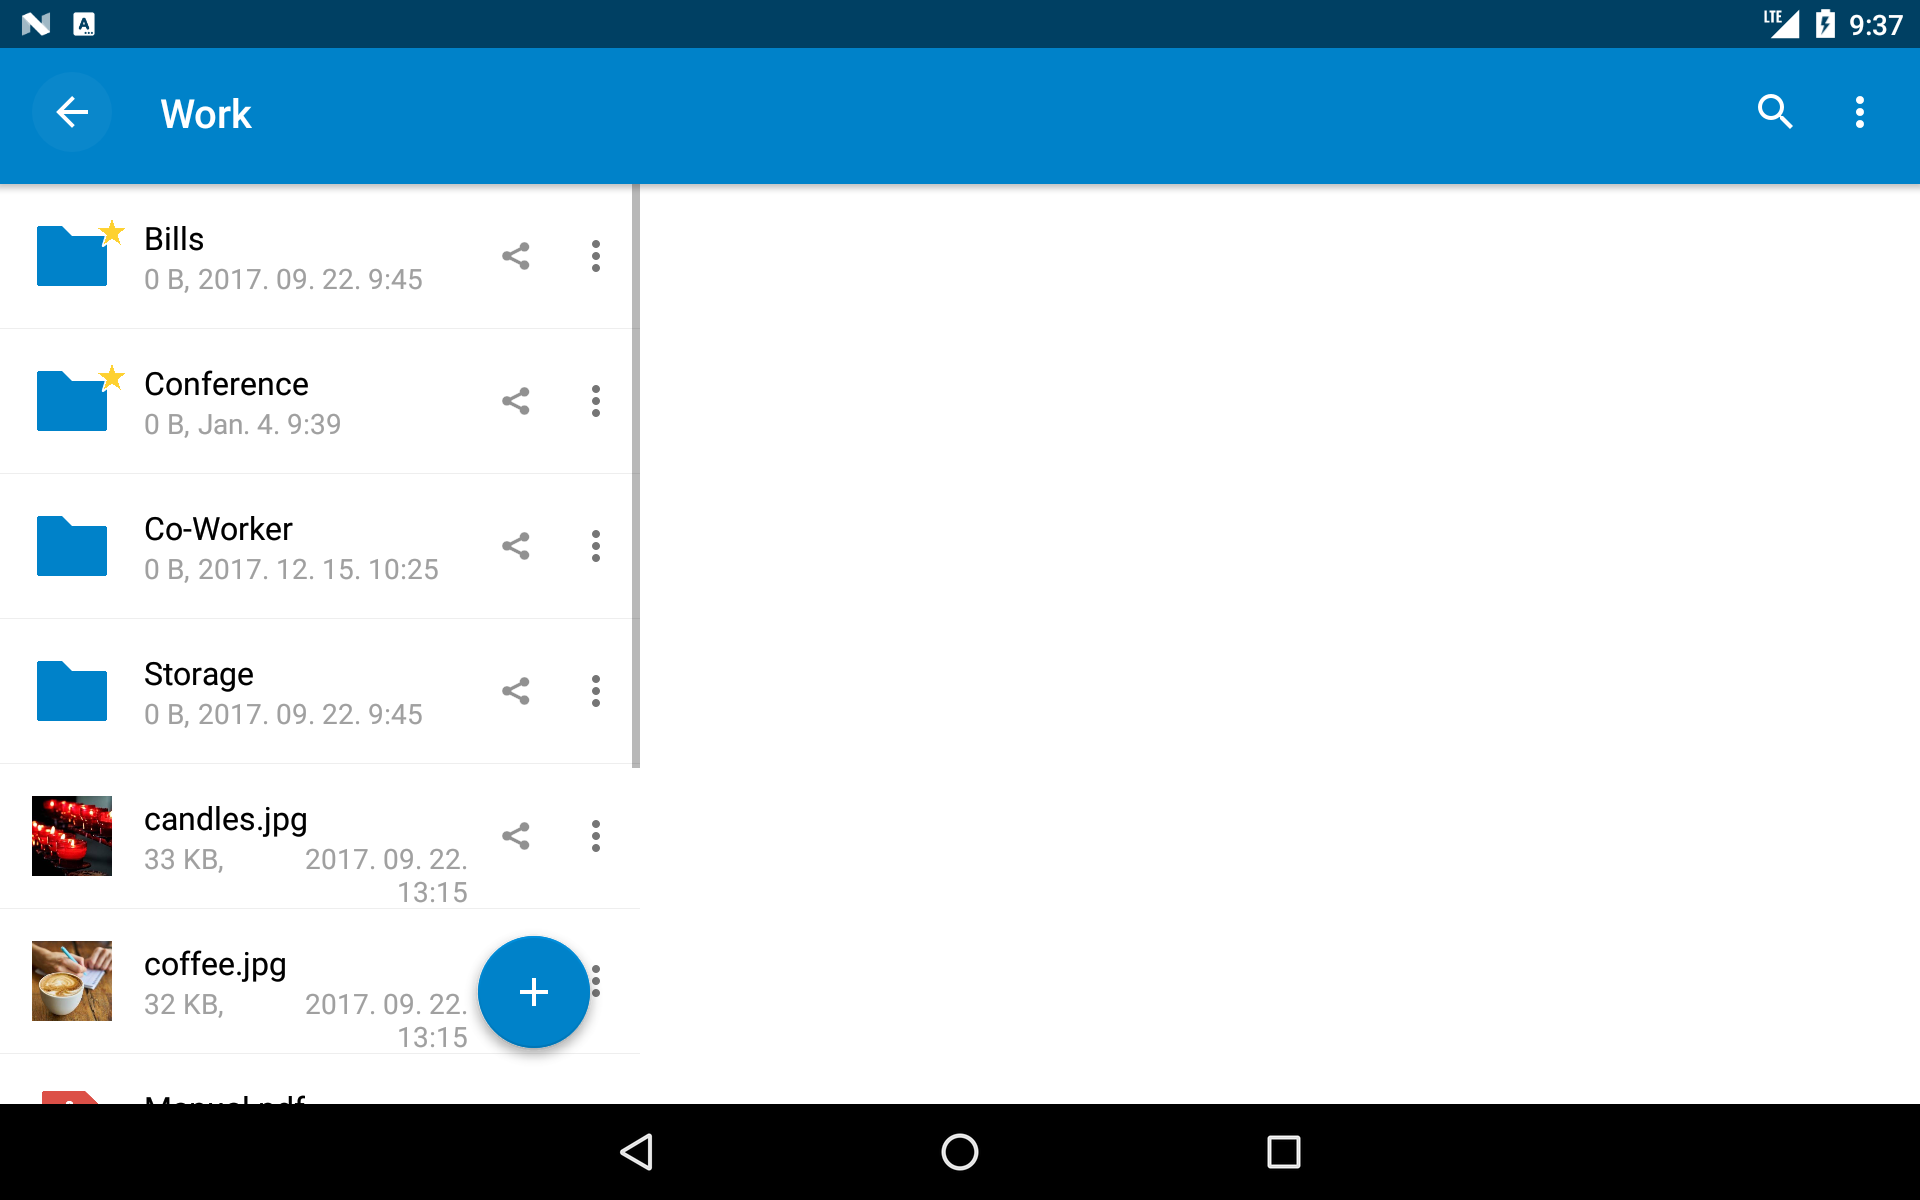 LTE 9:37
Work
Bills
0 B, 2017. 09. 22. 9:45
Conference
0 B, Jan. 4. 9:39
Co-Worker
0 B, 2017. 12. 15. 10:25
Storage
0 B, 2017. 09. 22. 9:45
candles.jpg
33 KB, 2017. 09. 22.
13:15
coffee.jpg
32 KB, 2017. 09. 22.
13:15
Manual.pdf